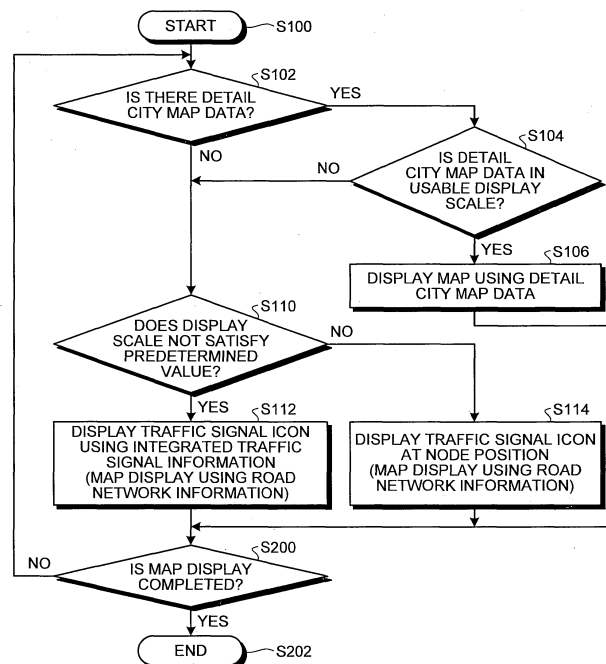 START
S100
S102
IS THERE DETAIL
CITY MAP DATA?
YES
S104
NO
NO
IS DETAIL
CITY MAP DATA IN
USABLE DISPLAY
SCALE?
YES
S106
DISPLAY MAP USING DETAIL
CITY MAP DATA
S110
DOES DISPLAY
SCALE NOT SATISFY
PREDETERMINED
VALUE?
NO
YES
S112
S114
DISPLAY TRAFFIC SIGNAL ICON
USING INTEGRATED TRAFFIC
SIGNAL INFORMATION
(MAP DISPLAY USING ROAD
NETWORK INFORMATION)
DISPLAY TRAFFIC SIGNAL ICON
AT NODE POSITION
(MAP DISPLAY USING ROAD
NETWORK INFORMATION)
S200
NO
IS MAP DISPLAY
COMPLETED?
YES
END
S202